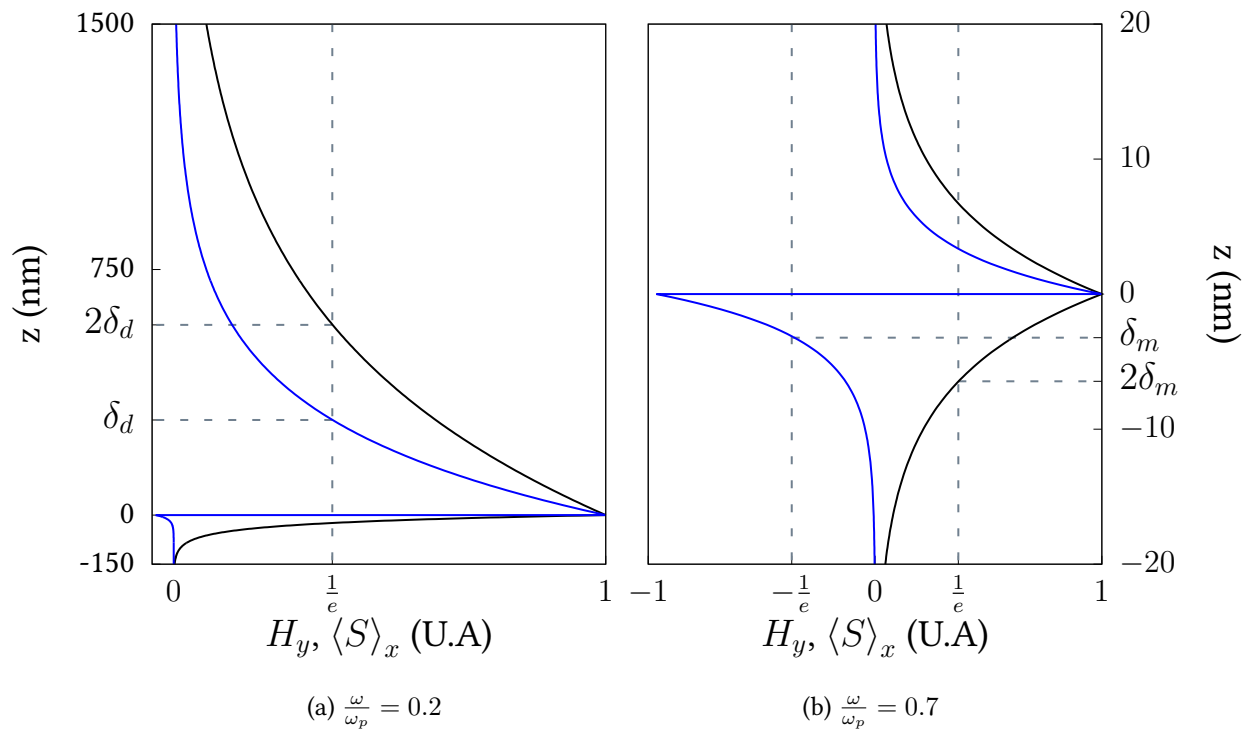 1500
750
2δ_d
δ_d
0
-150
z (nm)
0
1/e
1
H_y, ⟨S⟩_x (U.A)
(a) ω/ω_p = 0.2
20
10
0
δ_m
2δ_m
−10
−20
z (nm)
−1
−1/e
0
1/e
1
H_y, ⟨S⟩_x (U.A)
(b) ω/ω_p = 0.7